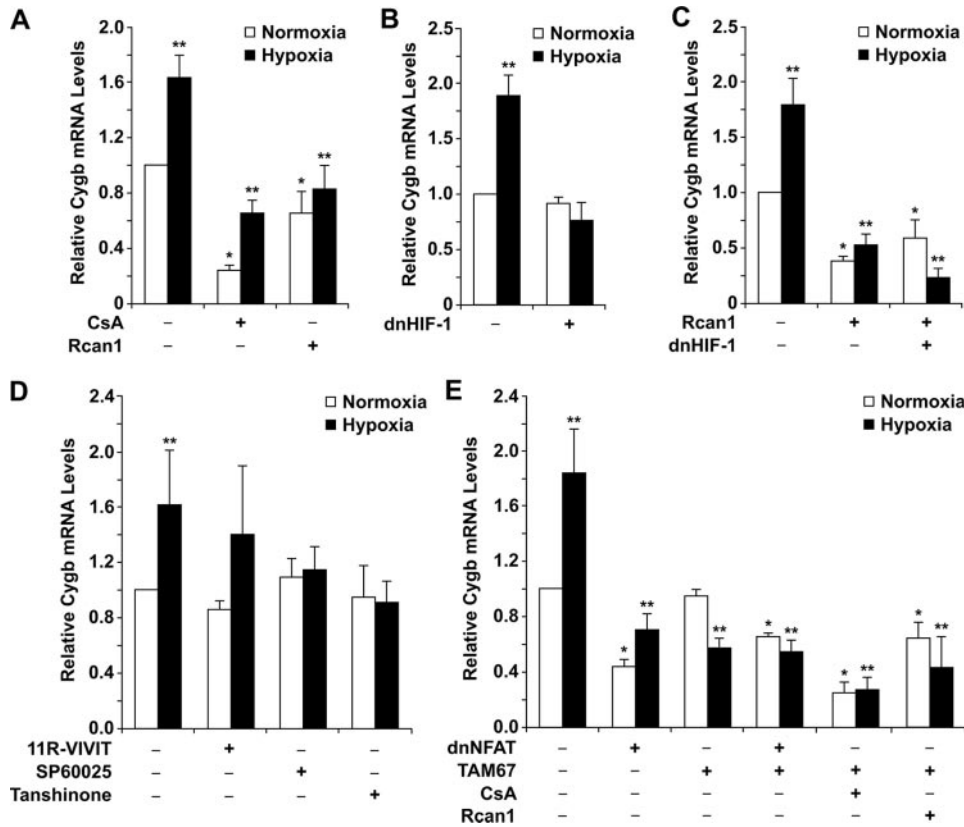 A
Relative Cygb mRNA Levels
2.0
1.6
1.2
0.8
0.4
0
Normoxia
Hypoxia
**
*
**
*
**
CsA – + –
Rcan1 – – +
B
Relative Cygb mRNA Levels
2.5
2.0
1.5
1.0
0.5
0
Normoxia
Hypoxia
**
dnHIF-1 – +
C
Relative Cygb mRNA Levels
2.5
2.0
1.5
1.0
0.5
0
Normoxia
Hypoxia
**
*
**
*
**
Rcan1 – + +
dnHIF-1 – – +
D
Relative Cygb mRNA Levels
2.4
2.0
1.6
1.2
0.8
0.4
0.0
Normoxia
Hypoxia
**
11R-VIVIT – + – –
SP60025 – – + –
Tanshinone – – – +
E
Relative Cygb mRNA Levels
2.4
2.0
1.6
1.2
0.8
0.4
0.0
Normoxia
Hypoxia
**
*
**
**
*
**
*
**
*
**
dnNFAT – + – + – –
TAM67 – – + + + +
CsA – – – – + –
Rcan1 – – – – – +